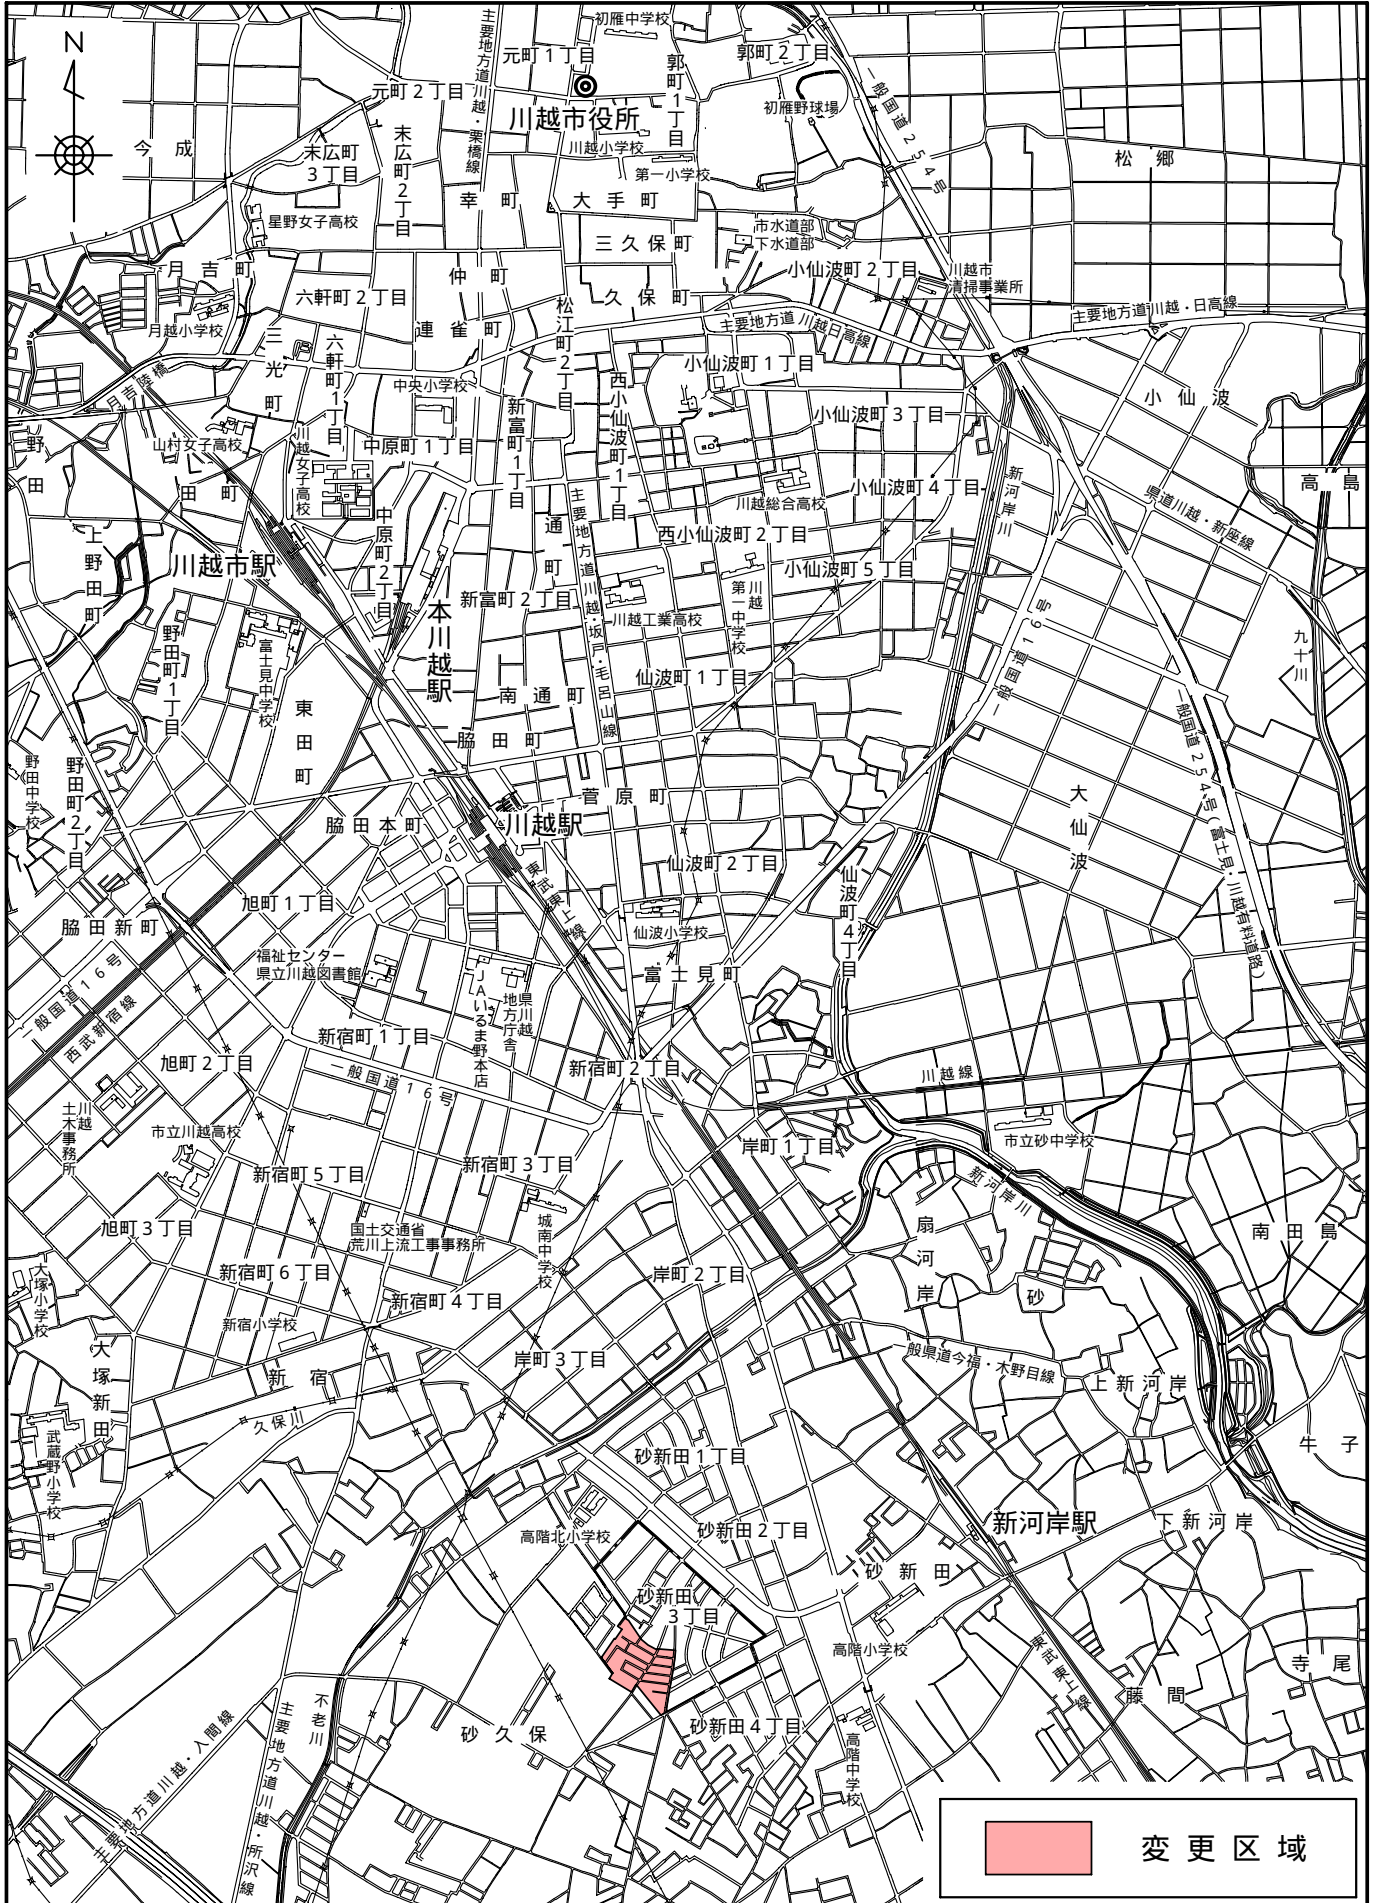 N
初雁中学校
元町１丁目
郭町１丁目
郭町２丁目
主要地方道川越・栗橋線
一般国道２５４号
元町２丁目
川越市役所
初雁野球場
今成
末広町
３丁目
末広町２丁目
川越小学校
第一小学校
松郷
幸町
大手町
星野女子高校
三久保町
市水道部
下水道部
月吉町
仲町
小仙波町２丁目
川越市
清掃事業所
六軒町２丁目
久保町
松江町２丁目
月越小学校
連雀町
主要地方道川越日高線
主要地方道川越・日高線
三光町
六軒町１丁目
中央小学校
小仙波町１丁目
西小仙波町１丁目
月吉陸橋
新富町１丁目
小仙波町３丁目
小仙波
野田
山村女子高校
川越女子高校
中原町１丁目
田町
新河岸川
高島
小仙波町４丁目
川越総合高校
県道川越・新座線
上野田町
中原町２丁目
通町
主要地方道川越・坂戸・毛呂山線
西小仙波町２丁目
川越市駅
小仙波町５丁目
新富町２丁目
本川越駅
川越工業高校
川越
第一中学校
一般国道１６号
野田町１丁目
富士見中学校
九十川
仙波町１丁目
南通町
東田町
脇田町
一般国道２５４号（富士見・川越有料道路）
野田中学校
野田町２丁目
菅原町
大仙波
脇田本町
川越駅
仙波町２丁目
東武東上線
仙波町４丁目
旭町１丁目
脇田新町
仙波小学校
福祉センター
県立川越図書館
富士見町
一般国道１６号
西武新宿線
JAいるま野本店
県川越
地方庁舎
新宿町１丁目
旭町２丁目
新宿町２丁目
一般国道１６号
川越線
川越
土木事務所
市立川越高校
岸町１丁目
市立砂中学校
新宿町５丁目
新宿町３丁目
新河岸川
旭町３丁目
国土交通省
荒川上流工事事務所
城南中学校
扇河岸
南田島
大塚小学校
新宿町６丁目
岸町２丁目
砂
新宿町４丁目
新宿小学校
大塚新田
岸町３丁目
新宿
般県道今福・木野目線
上新河岸
久保川
武蔵野小学校
牛子
砂新田１丁目
新河岸駅
下新河岸
高階北小学校
砂新田２丁目
砂新田
砂新田
３丁目
高階小学校
東武東上線
寺尾
藤間
不老川
砂久保
砂新田４丁目
高階中学校
主要地方道川越・入間線
主要地方道川越・所沢線
変更区域